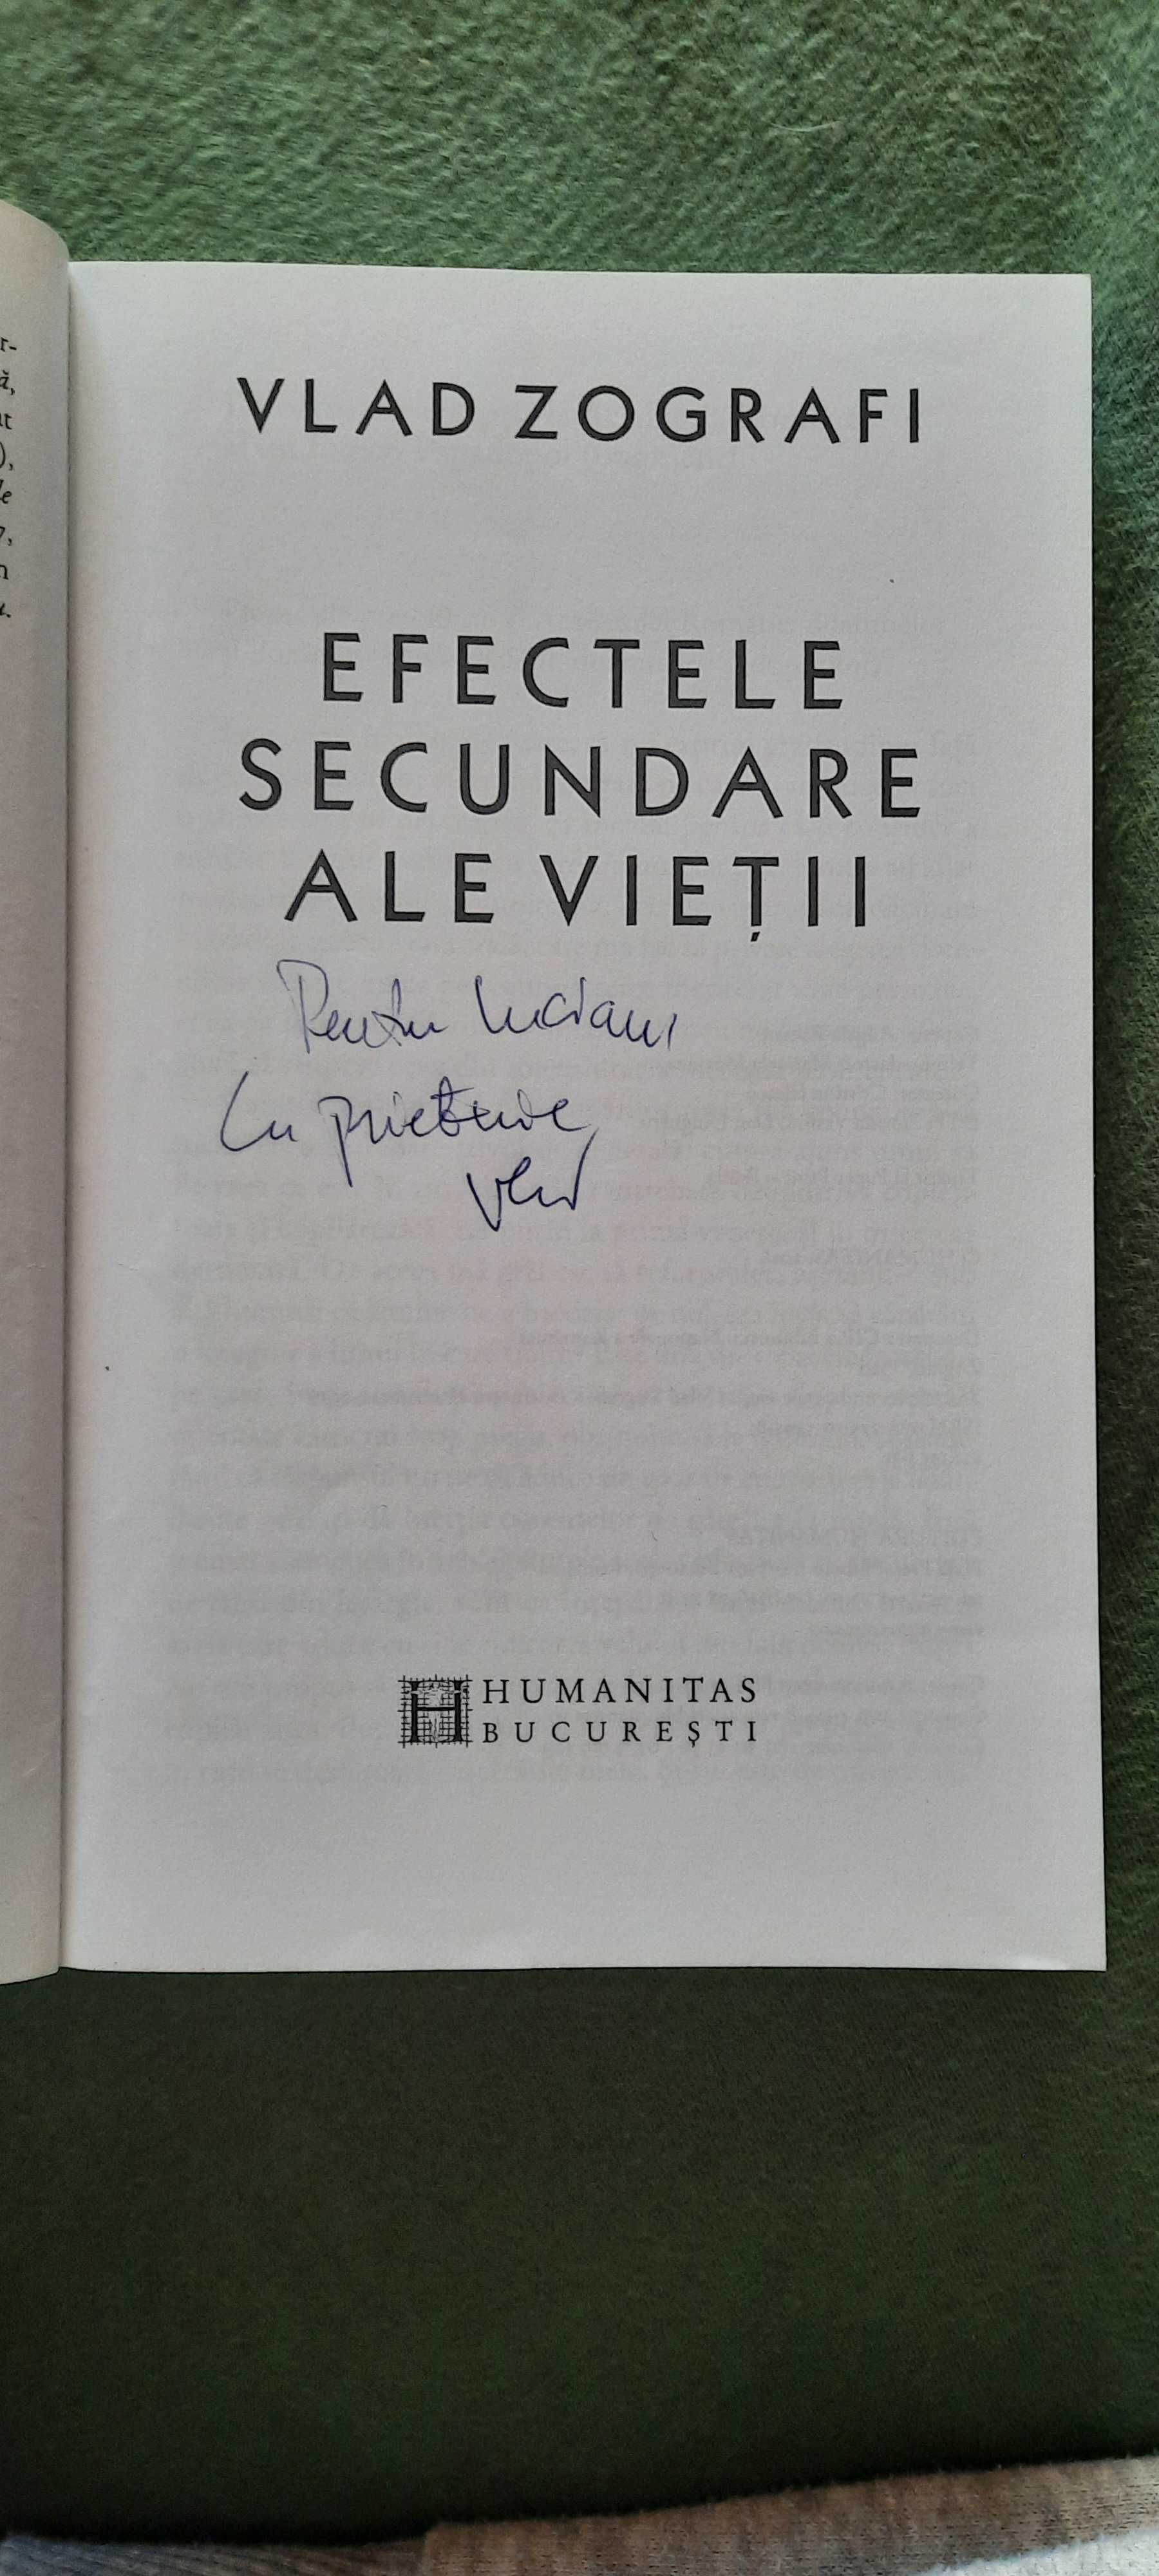 r-
ă,
VLAD ZOGRAFI
EFECTELE
SECUNDARE
ALE VIEȚII
Pentru Lucian,
Cu prietenie,
Vlad
HUMANITAS
BUCUREȘTI